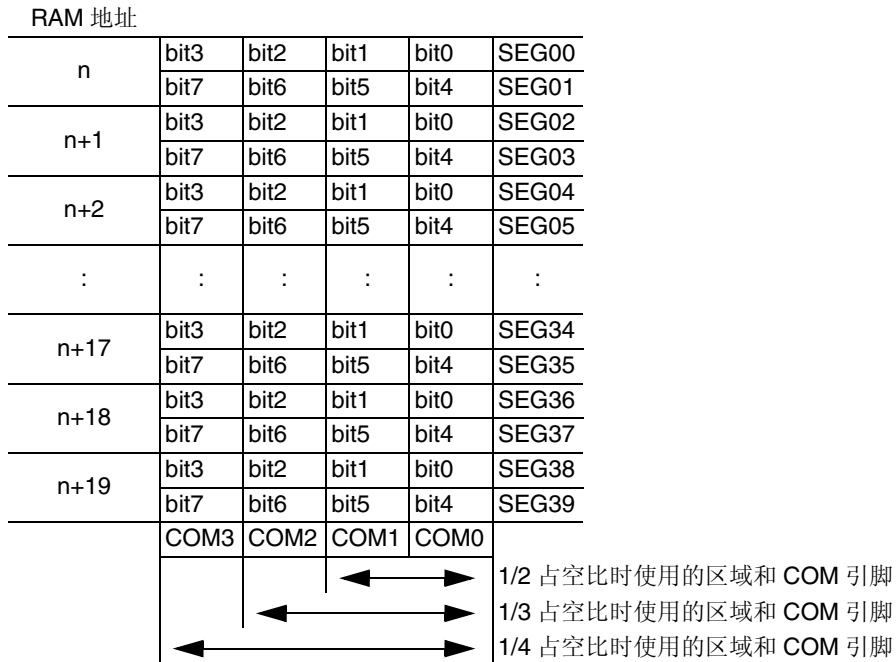 RAM 地址
n
bit3 bit2 bit1 bit0 SEG00
bit7 bit6 bit5 bit4 SEG01
n+1
bit3 bit2 bit1 bit0 SEG02
bit7 bit6 bit5 bit4 SEG03
n+2
bit3 bit2 bit1 bit0 SEG04
bit7 bit6 bit5 bit4 SEG05
: : : : : :
n+17
bit3 bit2 bit1 bit0 SEG34
bit7 bit6 bit5 bit4 SEG35
n+18
bit3 bit2 bit1 bit0 SEG36
bit7 bit6 bit5 bit4 SEG37
n+19
bit3 bit2 bit1 bit0 SEG38
bit7 bit6 bit5 bit4 SEG39
COM3 COM2 COM1 COM0
1/2 占空比时使用的区域和 COM 引脚
1/3 占空比时使用的区域和 COM 引脚
1/4 占空比时使用的区域和 COM 引脚